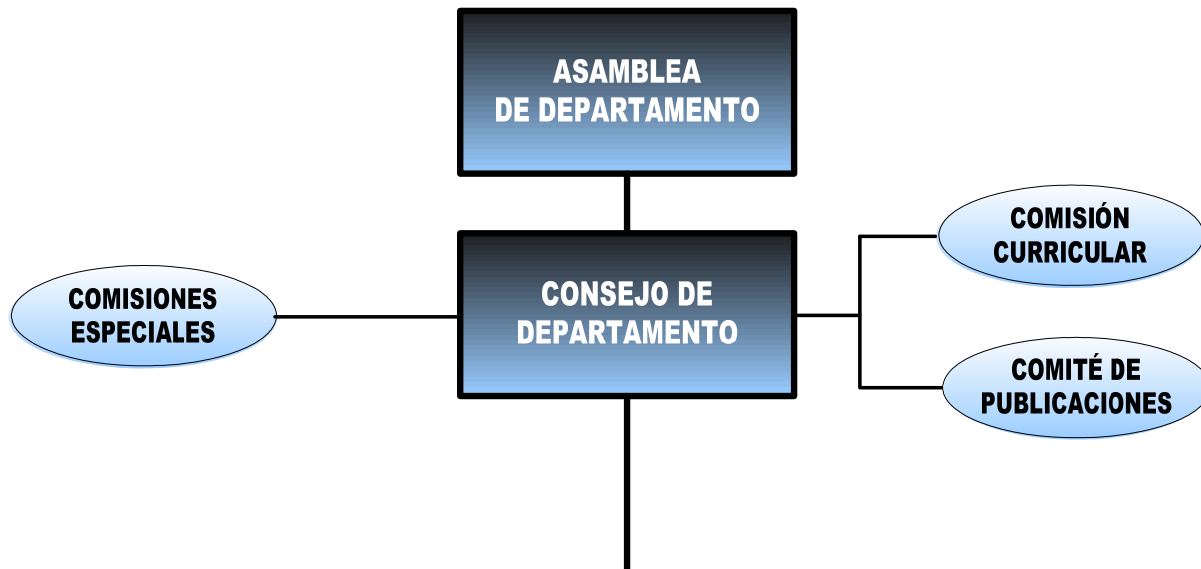 ASAMBLEA
DE DEPARTAMENTO
COMISIÓN
CURRICULAR
CONSEJO DE
DEPARTAMENTO
COMISIONES
ESPECIALES
COMITÉ DE
PUBLICACIONES